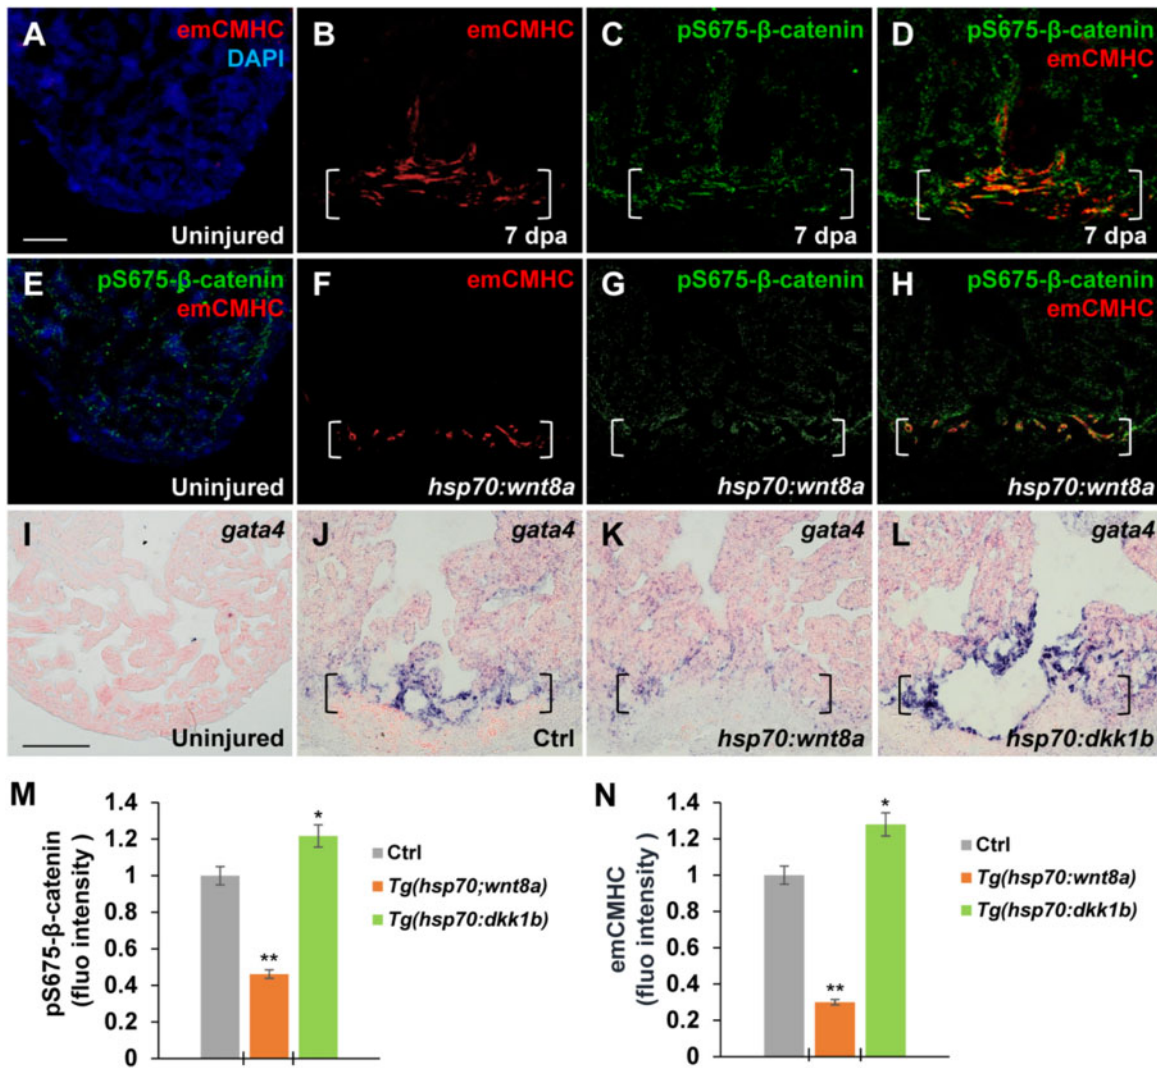 A
emCMHC
DAPI
Uninjured
B
emCMHC
7 dpa
C
pS675-β-catenin
7 dpa
D
pS675-β-catenin
emCMHC
7 dpa
E
pS675-β-catenin
emCMHC
Uninjured
F
emCMHC
hsp70:wnt8a
G
pS675-β-catenin
hsp70:wnt8a
H
pS675-β-catenin
emCMHC
hsp70:wnt8a
I
gata4
Uninjured
J
gata4
Ctrl
K
gata4
hsp70:wnt8a
L
gata4
hsp70:dkk1b
M
pS675-β-catenin
(fluo intensity )
1.4
1.2
1
0.8
0.6
0.4
0.2
0
**
*
Ctrl
Tg(hsp70;wnt8a)
Tg(hsp70:dkk1b)
N
emCMHC
(fluo intensity )
1.4
1.2
1
0.8
0.6
0.4
0.2
0
**
*
Ctrl
Tg(hsp70:wnt8a)
Tg(hsp70:dkk1b)